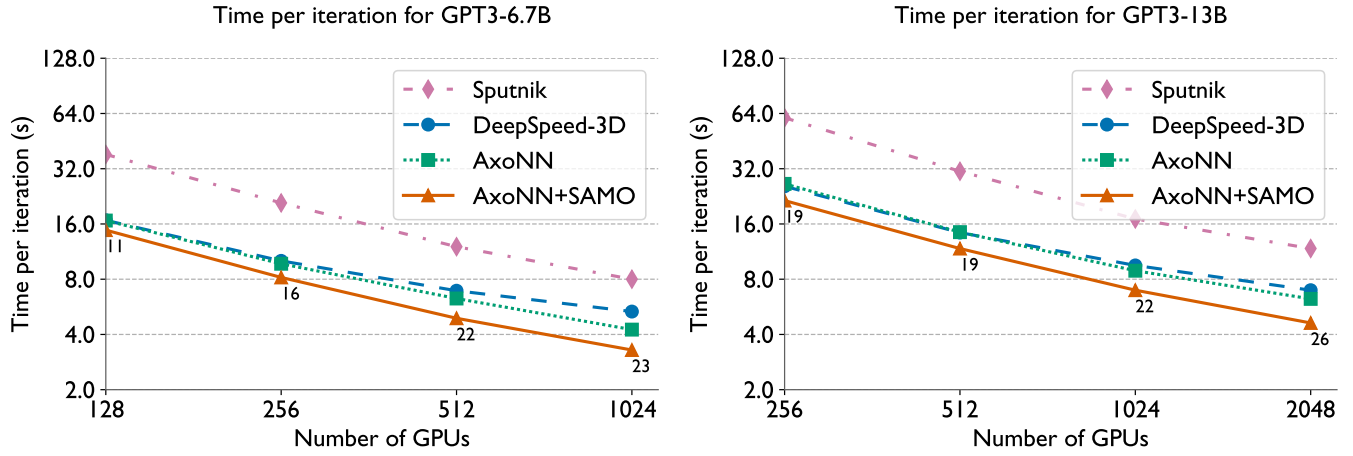 Time per iteration for GPT3-6.7B
128.0
64.0
32.0
16.0
8.0
4.0
2.0
Time per iteration (s)
Sputnik
DeepSpeed-3D
AxoNN
AxoNN+SAMO
11
16
22
23
128
256
512
1024
Number of GPUs
Time per iteration for GPT3-13B
128.0
64.0
32.0
16.0
8.0
4.0
2.0
Time per iteration (s)
Sputnik
DeepSpeed-3D
AxoNN
AxoNN+SAMO
19
19
22
26
256
512
1024
2048
Number of GPUs